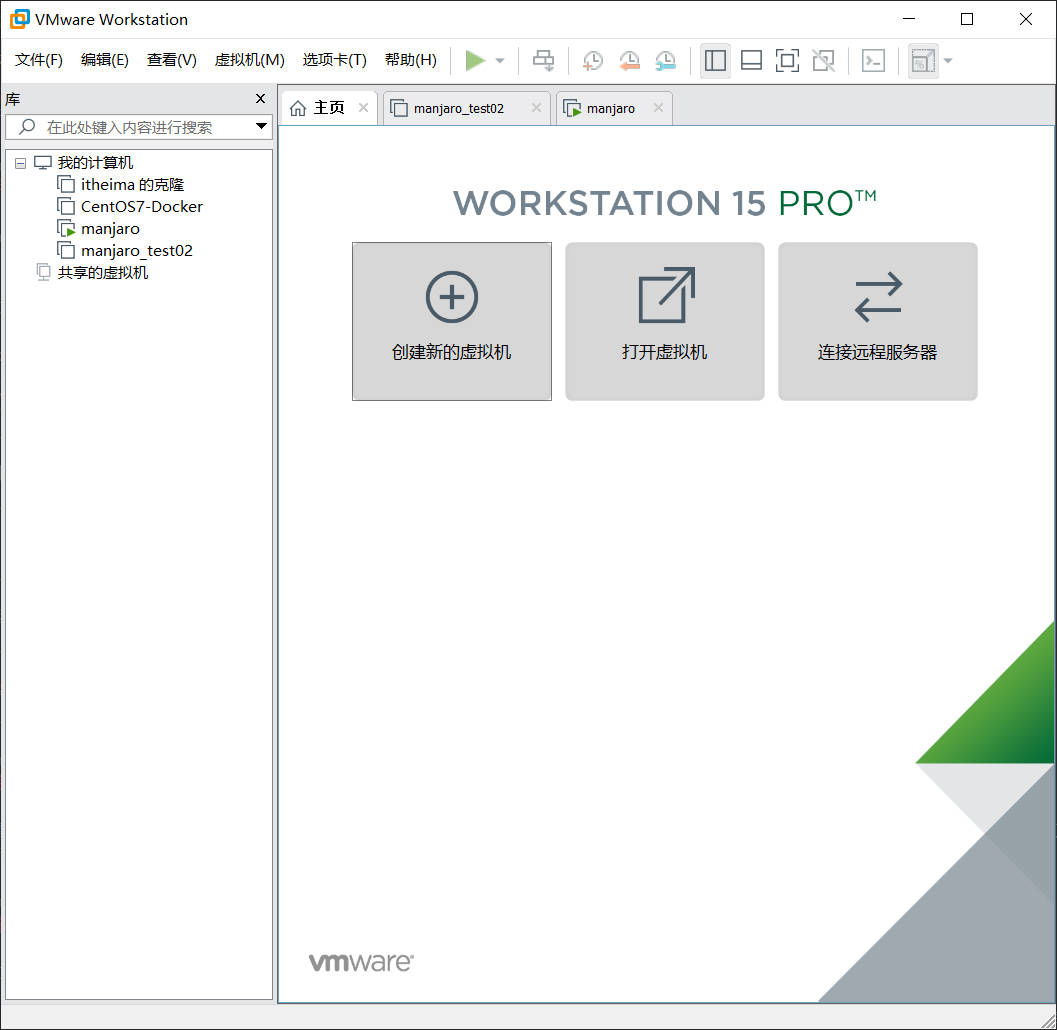 VMware Workstation
文件(F) 编辑(E) 查看(V) 虚拟机(M) 选项卡(T) 帮助(H)
库
在此处键入内容进行搜索
我的计算机
itheima 的克隆
CentOS7-Docker
manjaro
manjaro_test02
共享的虚拟机
主页 manjaro_test02 manjaro
WORKSTATION 15 PRO™
创建新的虚拟机 打开虚拟机 连接远程服务器
vmware®